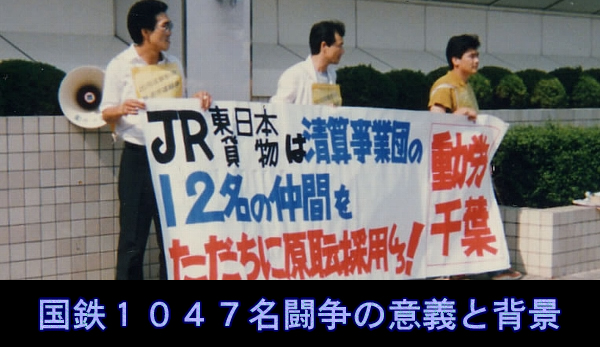 JR東日本貨物は清算事業団の
12名の仲間を
ただちに原職採用しろ!
動労
千葉
国鉄1047名闘争の意義と背景